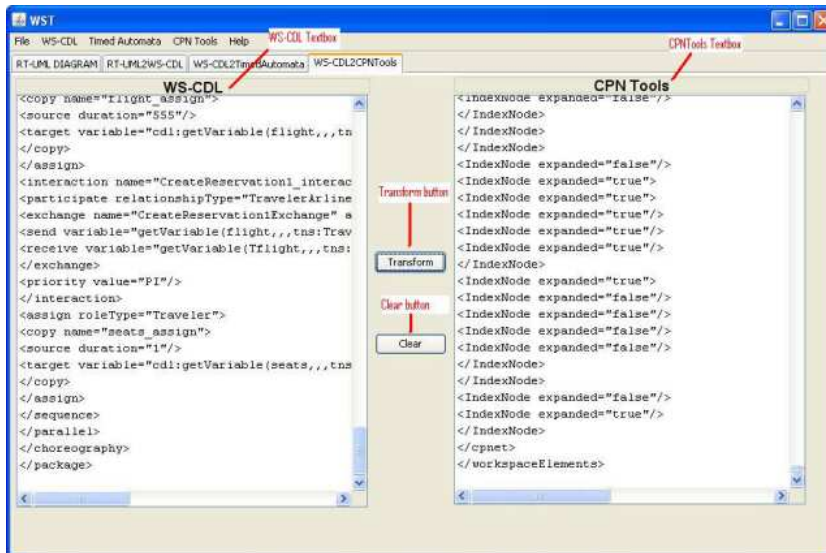 WST
File WS-CDL Timed Automata CPN Tools Help
WS-CDL Textbox
CPNTools Textbox
RT-UML DIAGRAM RT-UML2WS-CDL WS-CDL2TimedAutomata WS-CDL2CPNTools
WS-CDL
<copy name="flight_assign">
<source duration="555"/>
<target variable="cdl:getVariable(flight,,,tn
</copy>
</assign>
<interaction name="CreateReservation1_interac
<participate relationshipType="TravelerArline
<exchange name="CreateReservation1Exchange" a
<send variable="getVariable(flight,,,tns:Trav
<receive variable="getVariable(Tflight,,,tns:
</exchange>
<priority value="PI"/>
</interaction>
<assign roleType="Traveler">
<copy name="seats_assign">
<source duration="1"/>
<target variable="cdl:getVariable(seats,,,tns
</copy>
</assign>
</sequence>
</parallel>
</choreography>
</package>
Transform button
Transform
Clear button
Clear
CPN Tools
<IndexNode expanded="false"/>
</IndexNode>
</IndexNode>
</IndexNode>
<IndexNode expanded="false"/>
<IndexNode expanded="true">
<IndexNode expanded="true">
<IndexNode expanded="true"/>
<IndexNode expanded="true"/>
<IndexNode expanded="true"/>
</IndexNode>
<IndexNode expanded="true">
<IndexNode expanded="false"/>
<IndexNode expanded="false"/>
<IndexNode expanded="false"/>
<IndexNode expanded="false"/>
</IndexNode>
</IndexNode>
<IndexNode expanded="false"/>
<IndexNode expanded="true"/>
</IndexNode>
</cpnet>
</workspaceElements>